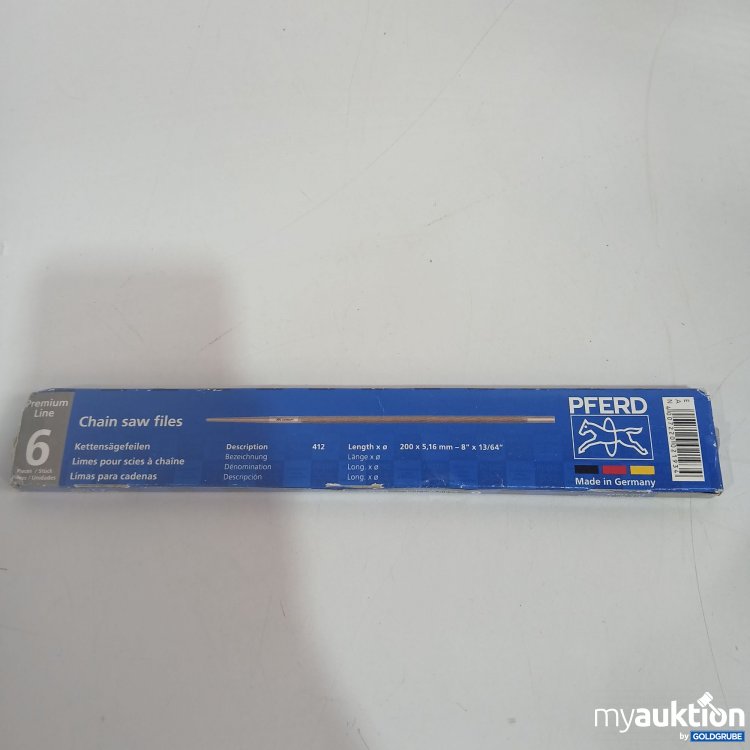 Premium
Line
6
Pieces / Stück
Chain saw files
Kettensägefeilen
Limes pour scies à chaîne
Limas para cadenas
Description 412 Length x ø 200 x 5,16 mm – 8" x 13/64"
Bezeichnung Länge x ø
Dénomination Long. x ø
Descripción Long. x ø
PFERD
Made in Germany
EAN
myauktion
by GOLDGRUBE